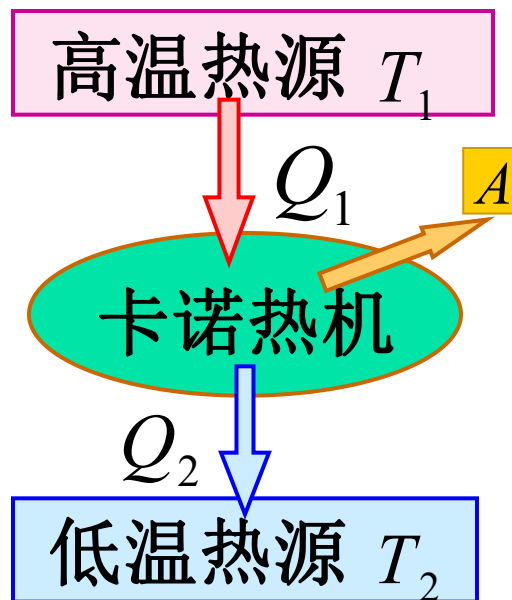 高温热源 T₁
Q₁
A
卡诺热机
Q₂
低温热源 T₂